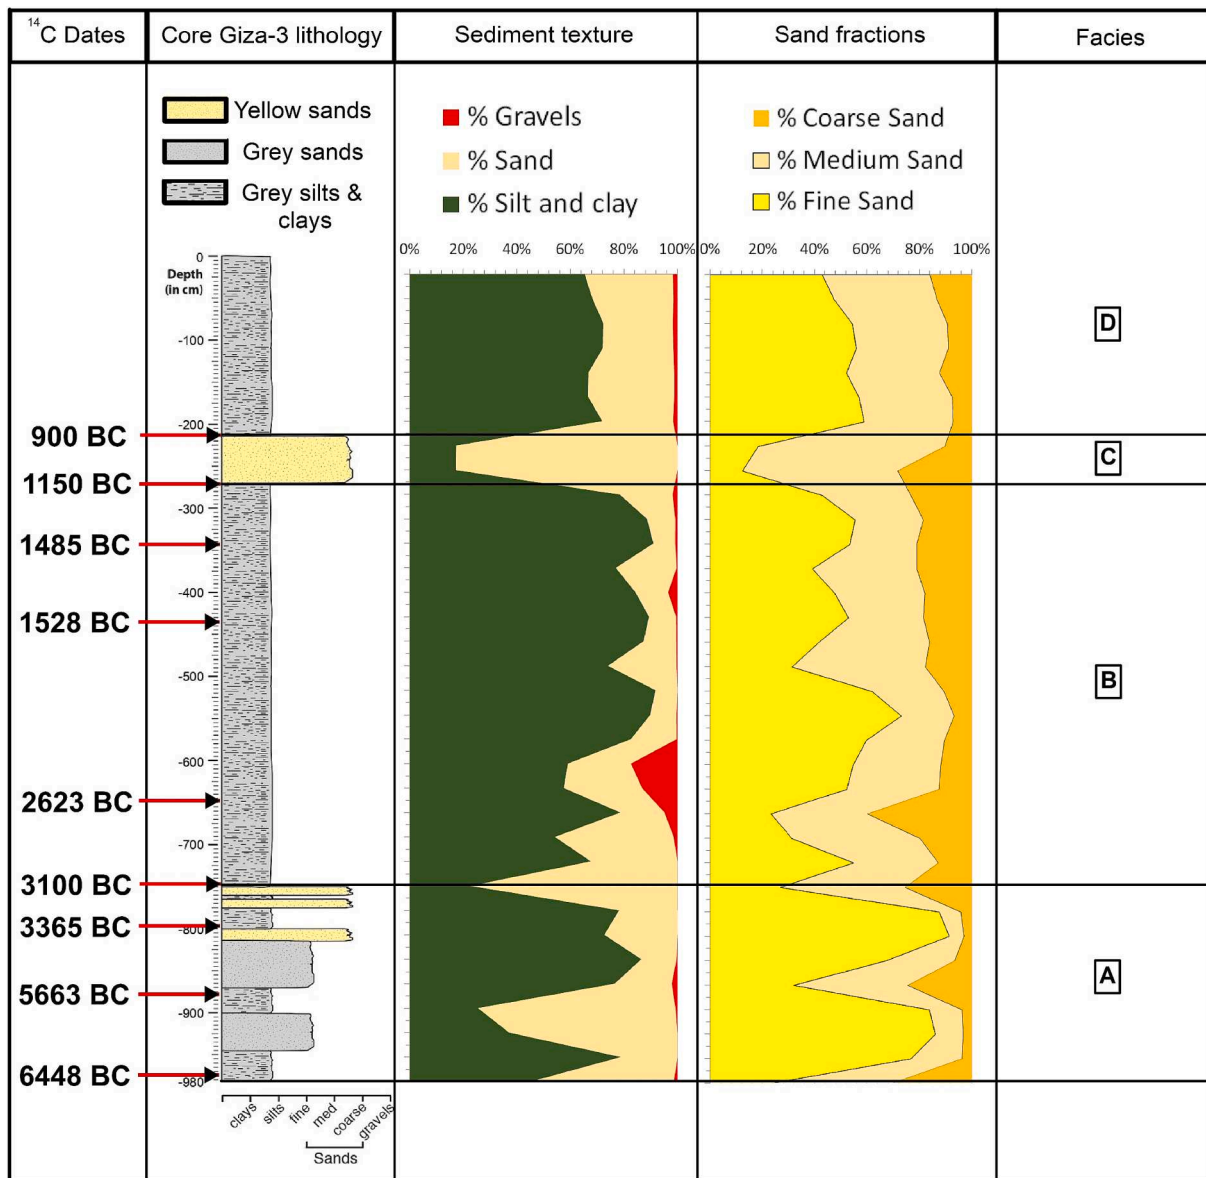 14C Dates
Core Giza-3 lithology
Sediment texture
Sand fractions
Facies
Yellow sands
Grey sands
Grey silts &
clays
% Gravels
% Sand
% Silt and clay
% Coarse Sand
% Medium Sand
% Fine Sand
0% 20% 40% 60% 80% 100%
0% 20% 40% 60% 80% 100%
0
Depth
(in cm)
-100
-200
-300
-400
-500
-600
-700
-800
-900
-980
900 BC
1150 BC
1485 BC
1528 BC
2623 BC
3100 BC
3365 BC
5663 BC
6448 BC
D
C
B
A
clays
silts
fine
med
coarse
gravels
Sands